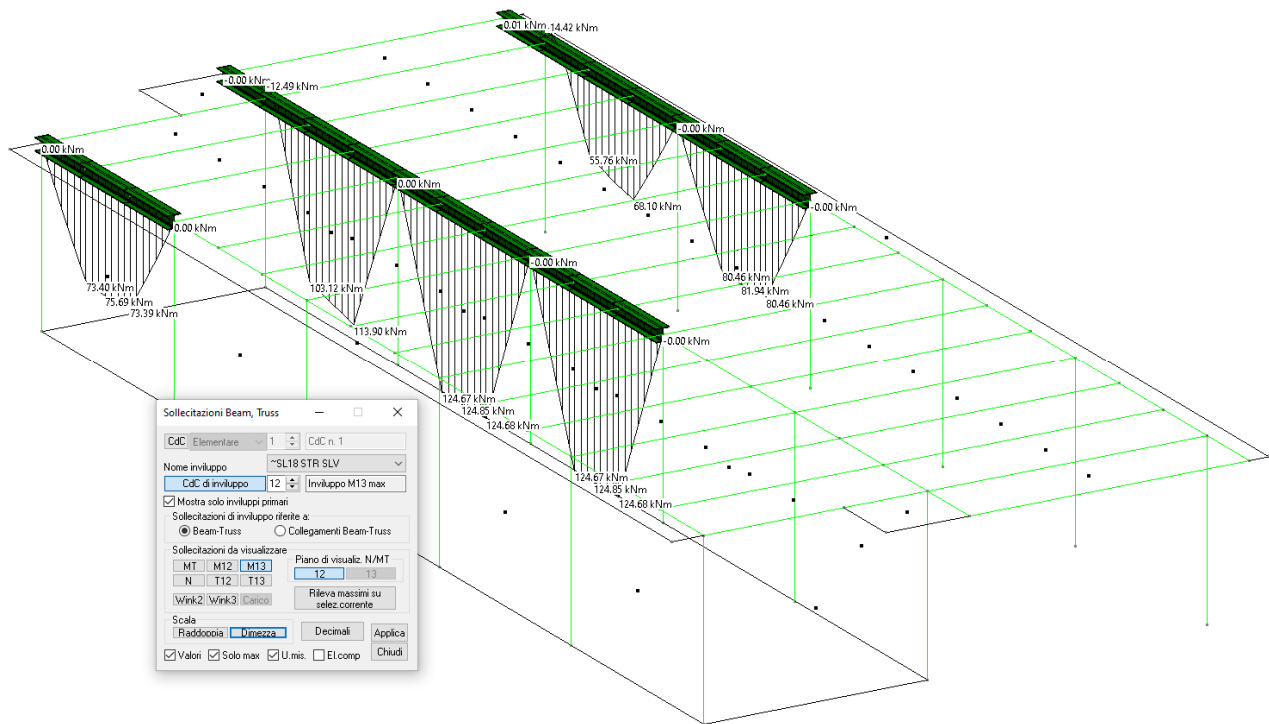 0.01 kNm
-14.42 kNm
-0.00 kNm
-12.49 kNm
0.00 kNm
-0.00 kNm
55.76 kNm
68.10 kNm
0.00 kNm
-0.00 kNm
0.00 kNm
-0.00 kNm
80.46 kNm
81.94 kNm
80.46 kNm
73.40 kNm
75.69 kNm
73.39 kNm
103.12 kNm
113.90 kNm
-0.00 kNm
124.67 kNm
124.85 kNm
124.68 kNm
124.67 kNm
124.85 kNm
124.68 kNm
Sollecitazioni Beam, Truss
CdC Elementare 1 CdC n. 1
Nome inviluppo ~SL18 STR SLV
CdC di inviluppo 12 Inviluppo M13 max
Mostra solo inviluppi primari
Sollecitazioni di inviluppo riferite a:
Beam-Truss Collegamenti Beam-Truss
Sollecitazioni da visualizzare
MT M12 M13
N T12 T13
Wink2 Wink3 Carico
Piano di visualiz. N/MT
12 13
Rileva massimi su
selez.corrente
Scala
Raddoppia Dimezza
Decimali
Applica
Valori Solo max U.mis. El.comp
Chiudi